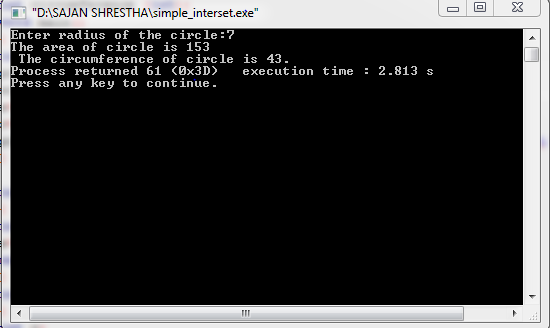 "D:\SAJAN SHRESTHA\simple_interset.exe"
Enter radius of the circle:7
The area of circle is 153
 The circumference of circle is 43.
Process returned 61 (0x3D)   execution time : 2.813 s
Press any key to continue.